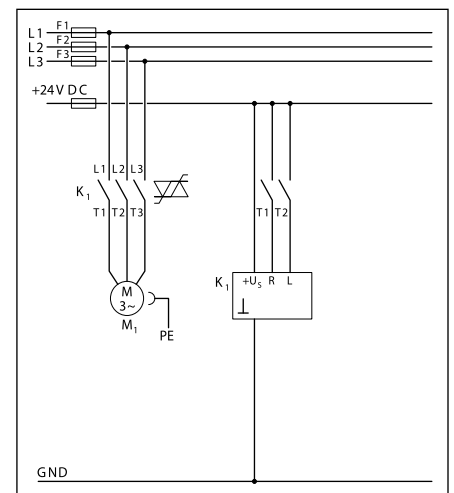 F1
L1
F2
L2
F3
L3
+24V DC
L1 L2 L3
K1
T1 T2 T3
T1 T2
K1 +US R L
M
3~
M1
PE
GND